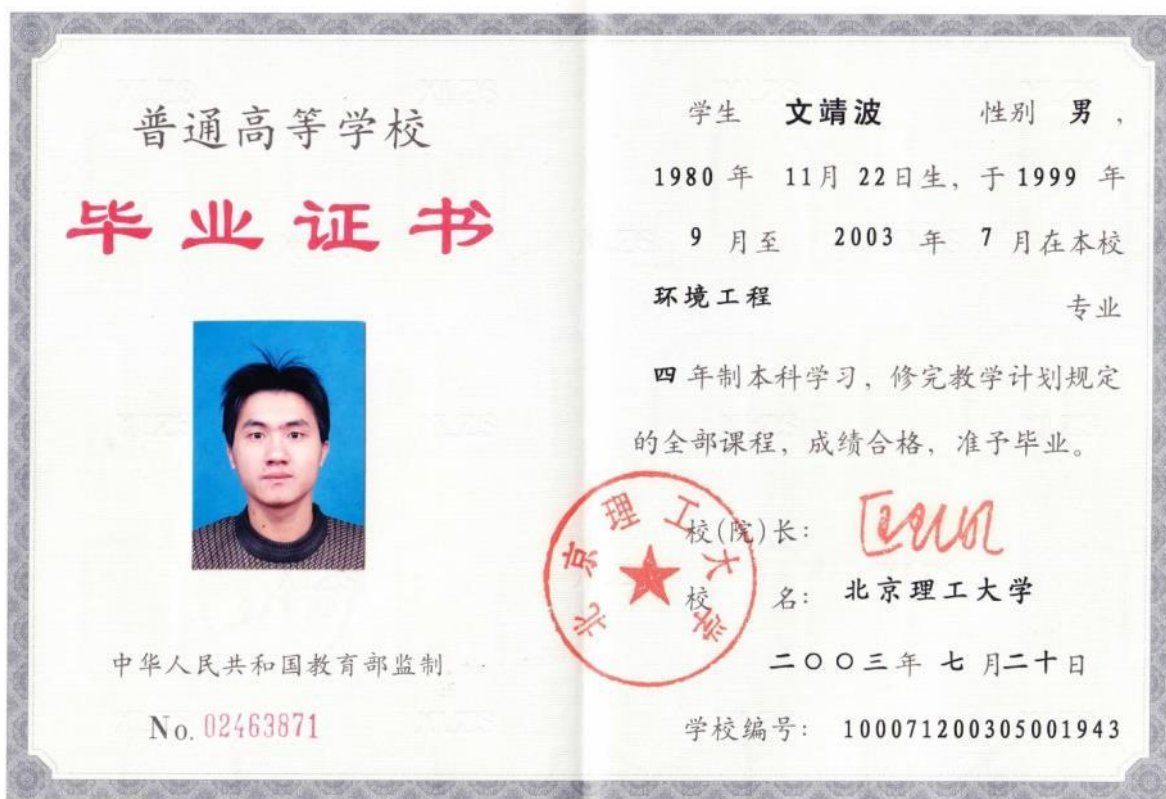 普通高等学校
毕业证书
中华人民共和国教育部监制
No. 02463871
学生 文靖波 性别 男，
1980 年 11月 22日生，于 1999 年
9 月至 2003 年 7 月在本校
环境工程 专业
四 年制本科学习，修完教学计划规定
的全部课程，成绩合格，准予毕业。
校(院)长：
校 名： 北京理工大学
北京理工大学
二〇〇三年 七 月二十日
学校编号： 100071200305001943